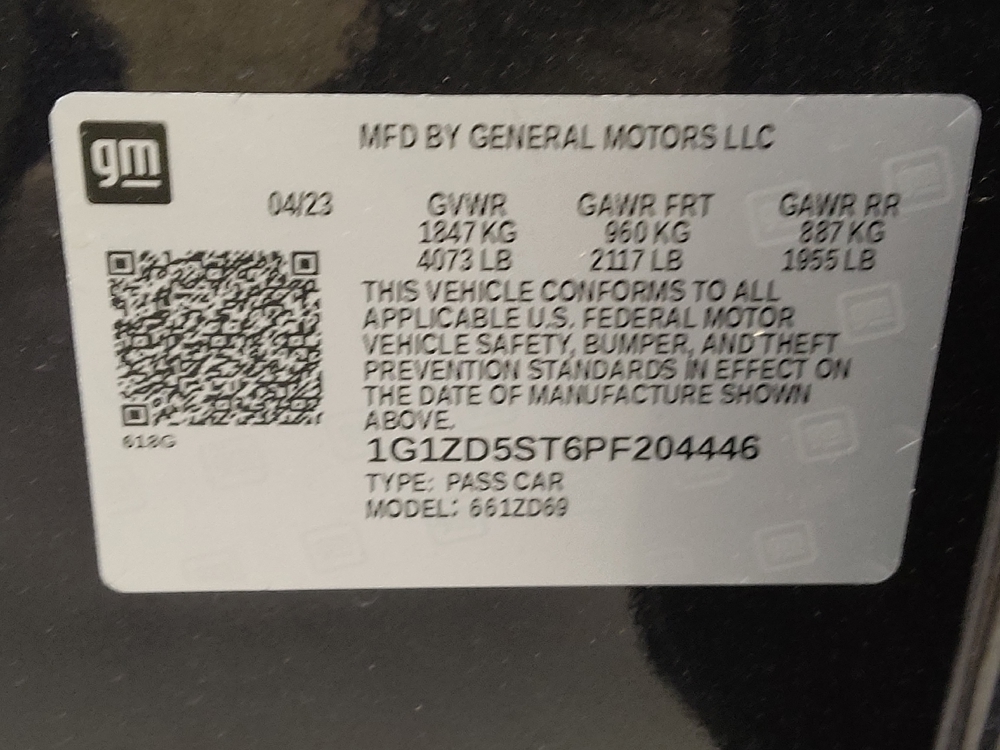 gm
MFD BY GENERAL MOTORS LLC
04/23 GVWR GAWR FRT GAWR RR
1847 KG 960 KG 887 KG
4073 LB 2117 LB 1955 LB
THIS VEHICLE CONFORMS TO ALL
APPLICABLE U.S. FEDERAL MOTOR
VEHICLE SAFETY, BUMPER, AND THEFT
PREVENTION STANDARDS IN EFFECT ON
THE DATE OF MANUFACTURE SHOWN
ABOVE.
618G
1G1ZD5ST6PF204446
TYPE: PASS CAR
MODEL: 661ZD69